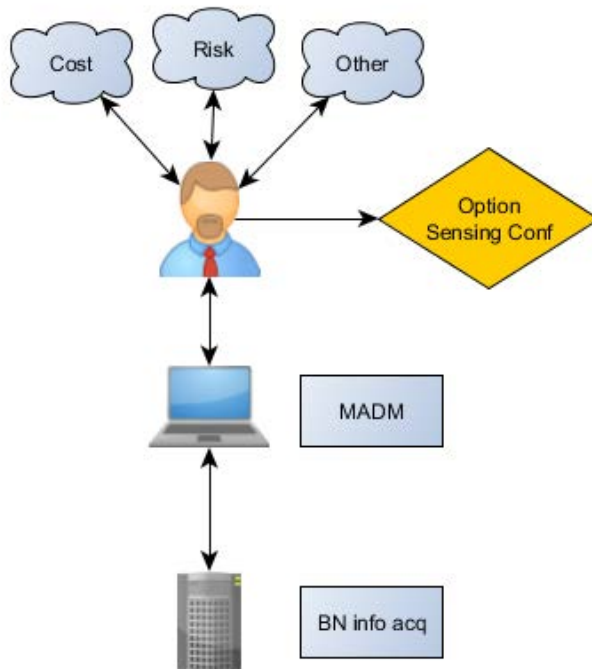 Cost
Risk
Other
Option
Sensing Conf
MADM
BN info acq